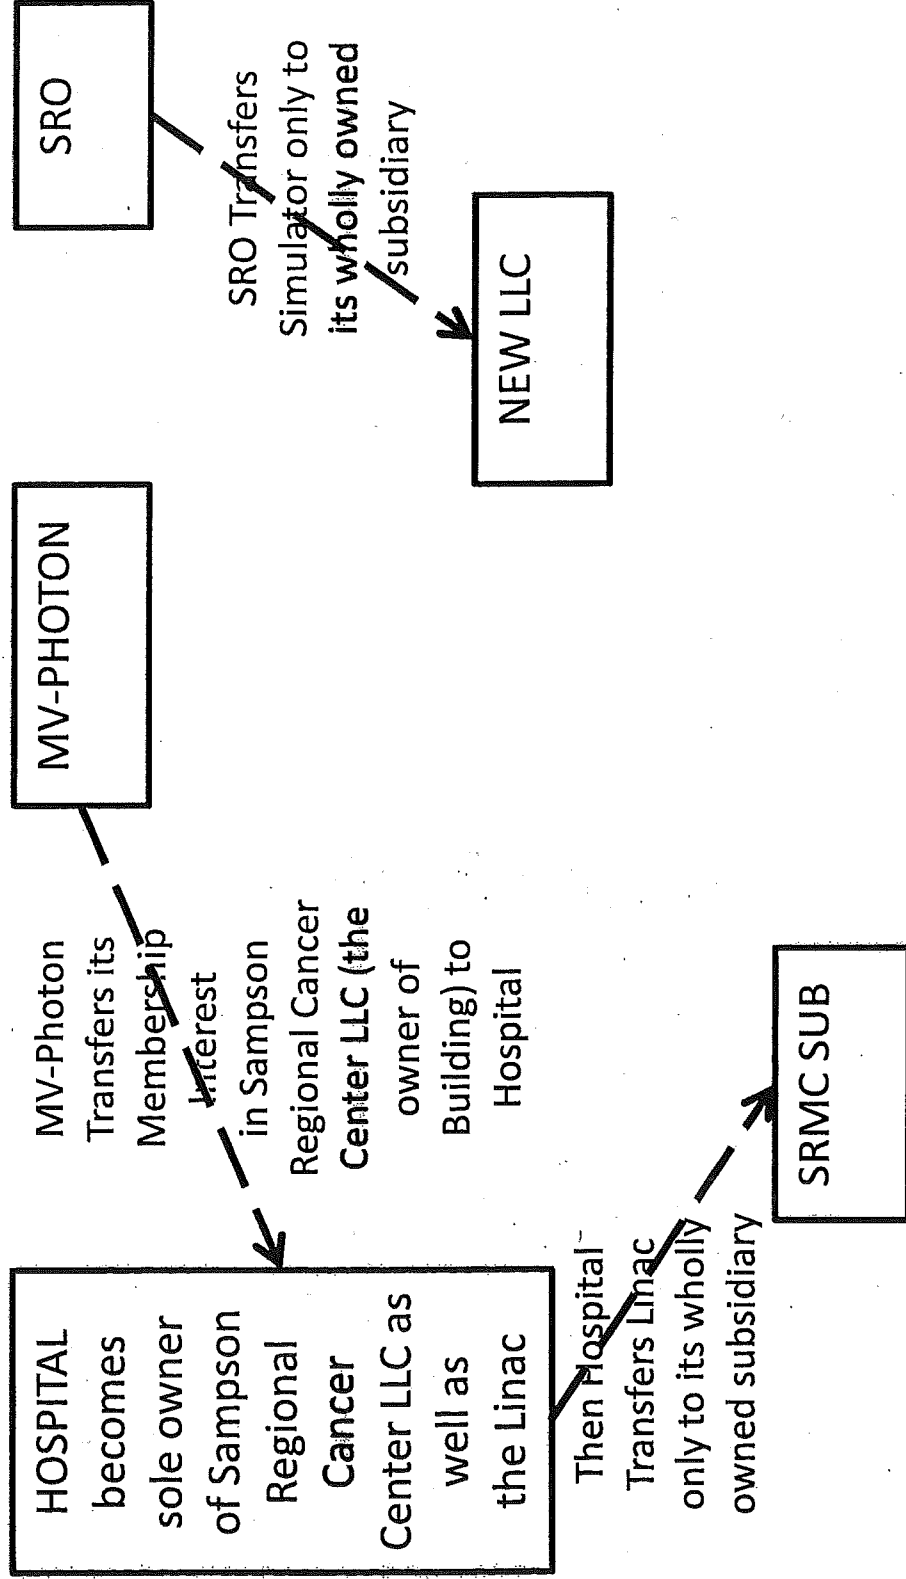 HOSPITAL
becomes
sole owner
of Sampson
Regional
Cancer
Center LLC as
well as
the Linac
MV-Photon
Transfers its
Membership
Interest
in Sampson
Regional Cancer
Center LLC (the
owner of
Building) to
Hospital
MV-PHOTON
SRO
SRO Transfers
Simulator only to
its wholly owned
subsidiary
NEW LLC
Then Hospital
Transfers Linac
only to its wholly
owned subsidiary
SRMC SUB